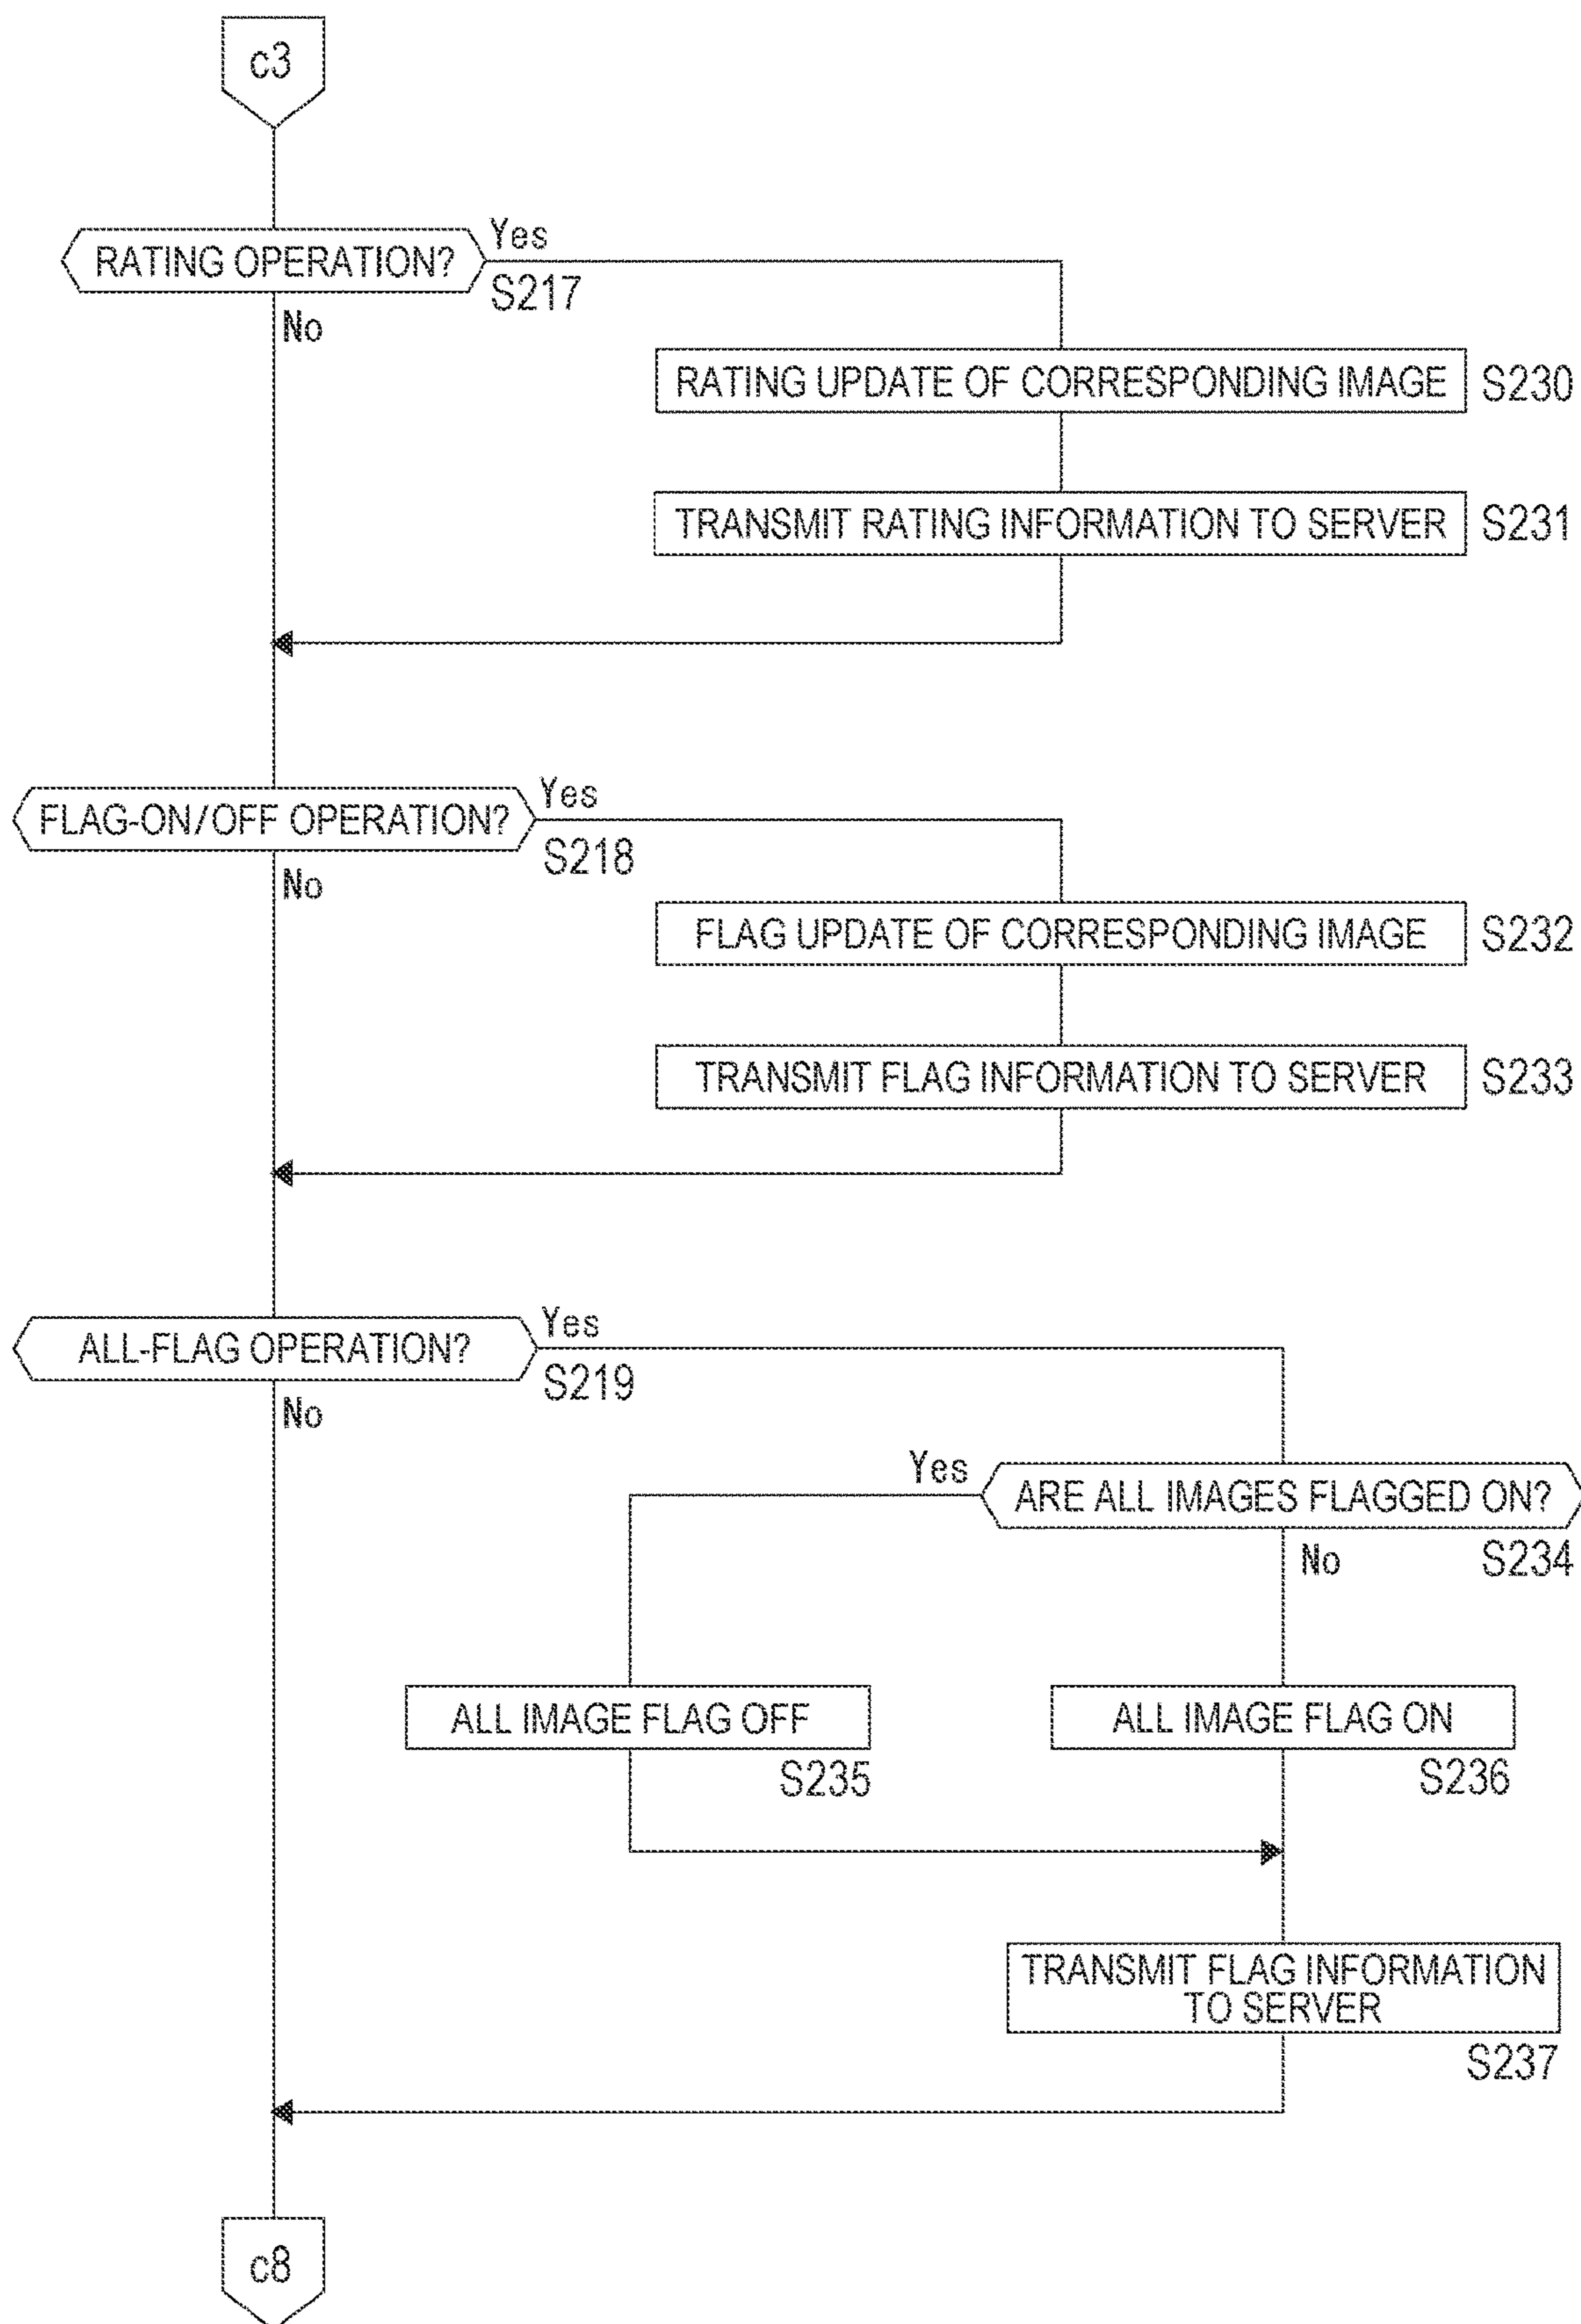 c3
RATING OPERATION?
Yes
S217
No
RATING UPDATE OF CORRESPONDING IMAGE
S230
TRANSMIT RATING INFORMATION TO SERVER
S231
FLAG-ON/OFF OPERATION?
Yes
S218
No
FLAG UPDATE OF CORRESPONDING IMAGE
S232
TRANSMIT FLAG INFORMATION TO SERVER
S233
ALL-FLAG OPERATION?
Yes
S219
No
Yes
ARE ALL IMAGES FLAGGED ON?
No
S234
ALL IMAGE FLAG OFF
S235
ALL IMAGE FLAG ON
S236
TRANSMIT FLAG INFORMATION
TO SERVER
S237
c8